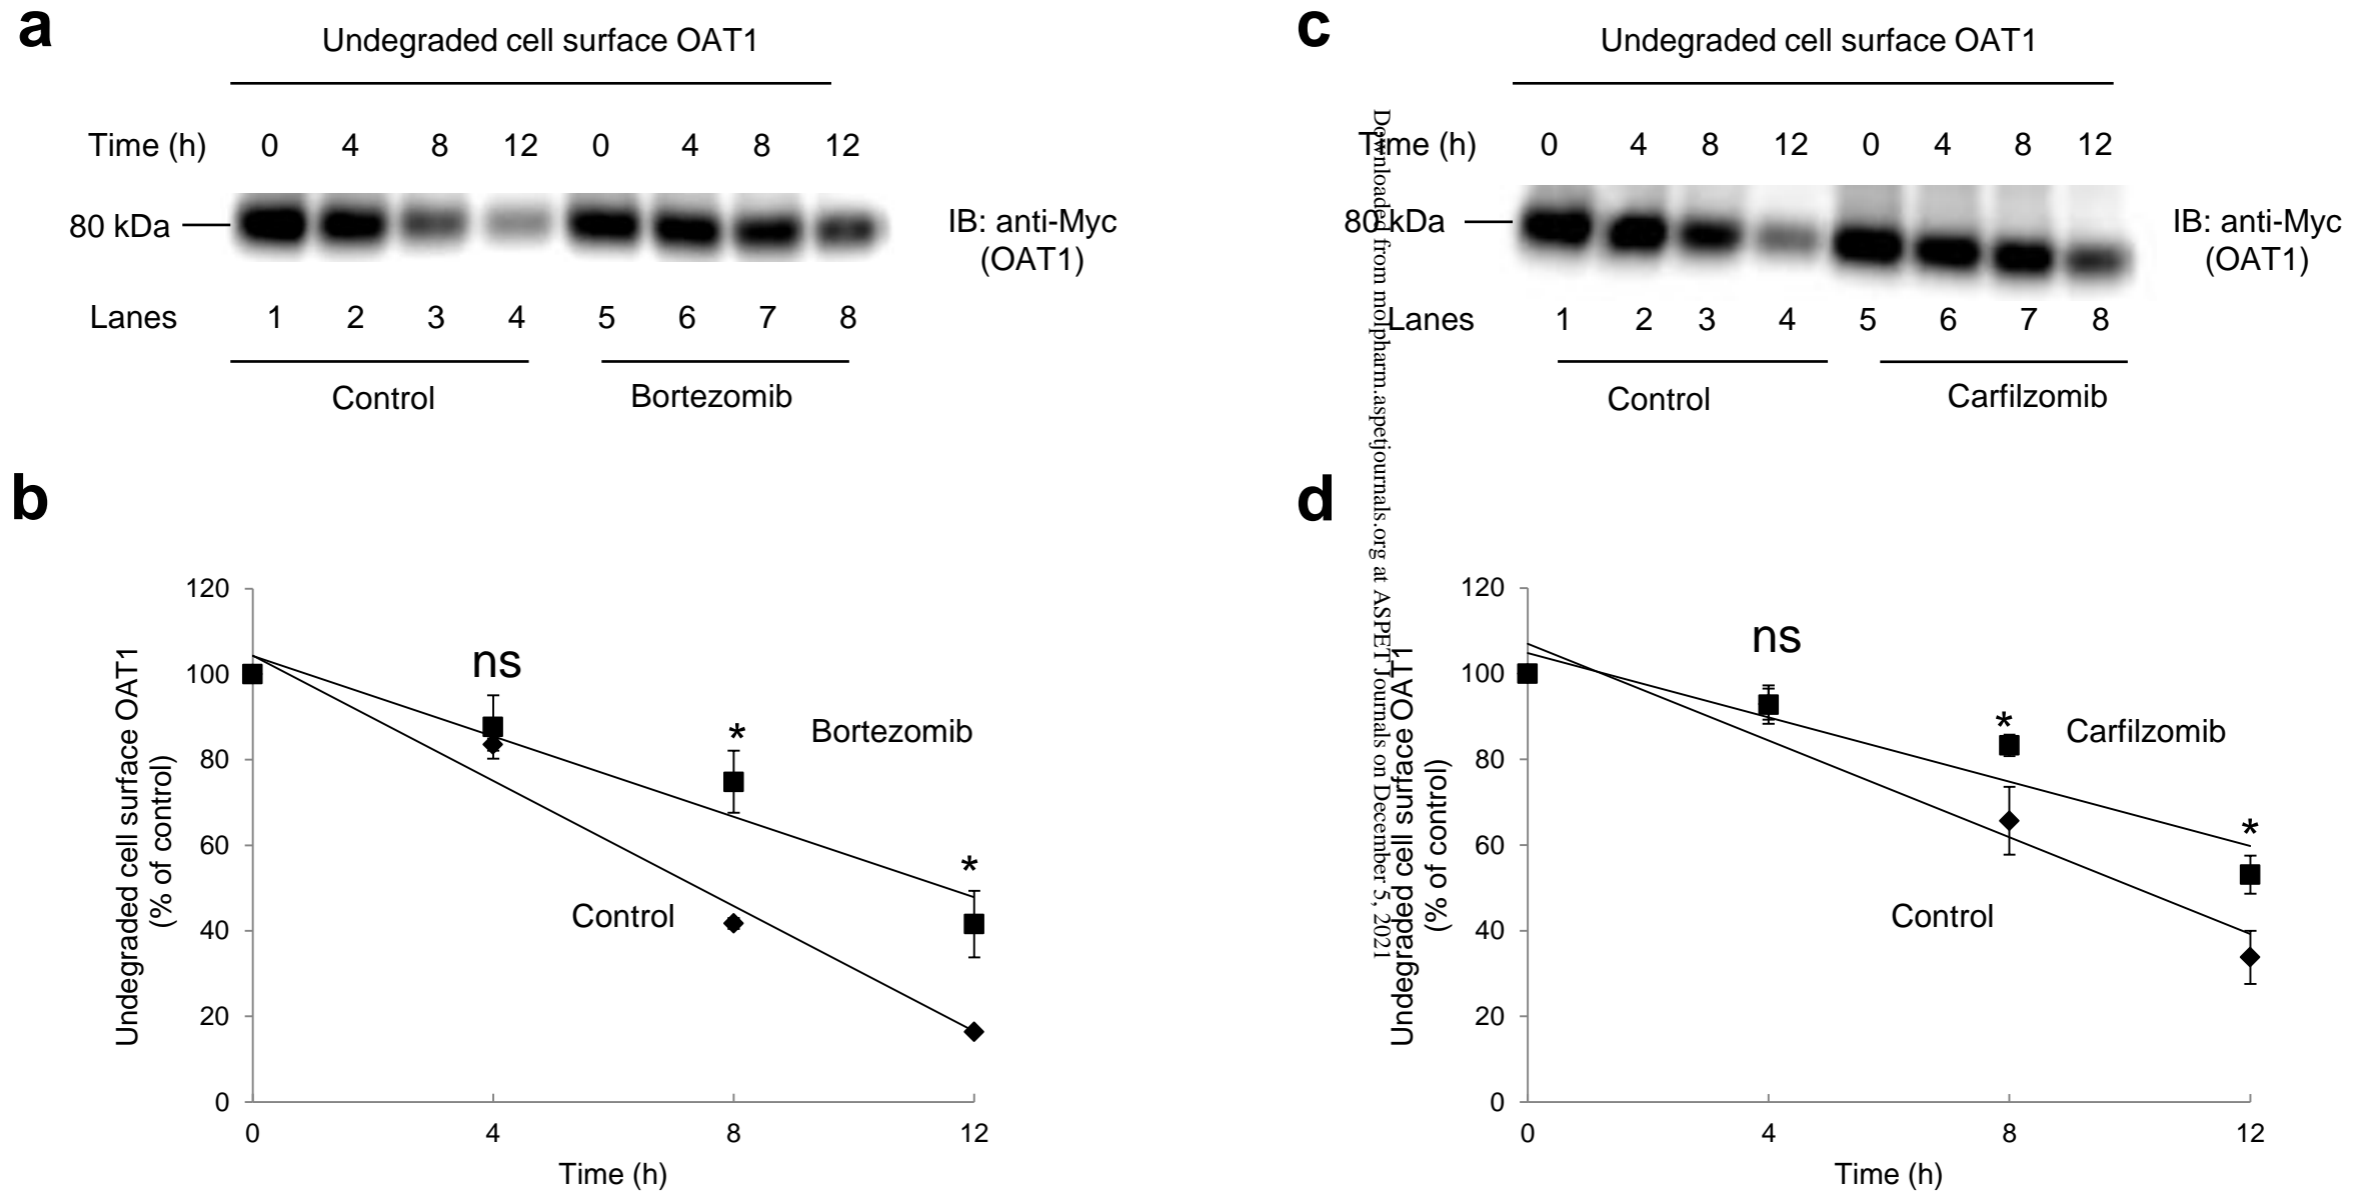 a
Undegraded cell surface OAT1
Time (h) 0 4 8 12 0 4 8 12
80 kDa
IB: anti-Myc
(OAT1)
Lanes 1 2 3 4 5 6 7 8
Control Bortezomib
c
Undegraded cell surface OAT1
Time (h) 0 4 8 12 0 4 8 12
80 kDa
IB: anti-Myc
(OAT1)
Lanes 1 2 3 4 5 6 7 8
Control Carfilzomib
Downloaded from molpharm.aspetjournals.org at ASPET Journals on December 5, 2021
b
Undegraded cell surface OAT1
(% of control)
120
100
80
60
40
20
0
ns
*
Bortezomib
*
Control
0 4 8 12
Time (h)
d
Undegraded cell surface OAT1
(% of control)
120
100
80
60
40
20
0
ns
*
Carfilzomib
*
Control
0 4 8 12
Time (h)